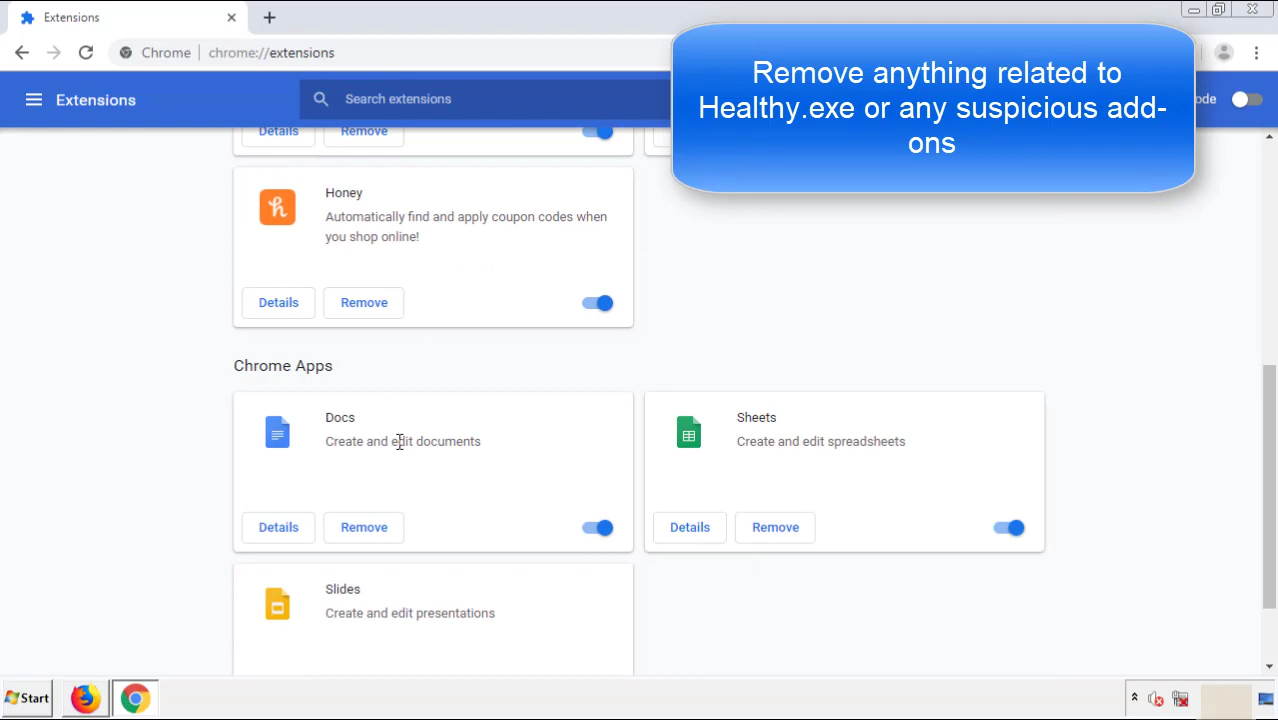 Extensions
Chrome
chrome://extensions
Extensions
Search extensions
ode
Remove anything related to
Healthy.exe or any suspicious add-
ons
Details
Remove
Honey
Automatically find and apply coupon codes when
you shop online!
Details
Remove
Chrome Apps
Docs
Create and edit documents
Details
Remove
Sheets
Create and edit spreadsheets
Details
Remove
Slides
Create and edit presentations
Start